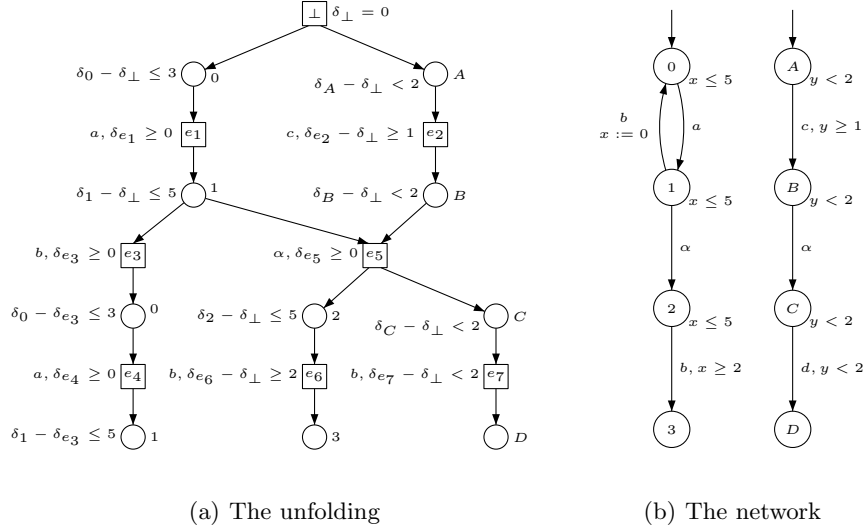 ⊥ δ⊥ = 0
δ0 − δ⊥ ≤ 3 0
δA − δ⊥ < 2 A
a, δe1 ≥ 0 e1
c, δe2 − δ⊥ ≥ 1 e2
δ1 − δ⊥ ≤ 5 1
δB − δ⊥ < 2 B
b, δe3 ≥ 0 e3
α, δe5 ≥ 0 e5
δ0 − δe3 ≤ 3 0
δ2 − δ⊥ ≤ 5 2
δC − δ⊥ < 2 C
a, δe4 ≥ 0 e4
b, δe6 − δ⊥ ≥ 2 e6
b, δe7 − δ⊥ < 2 e7
δ1 − δe3 ≤ 5 1
3
D
(a) The unfolding
0 x ≤ 5
A y < 2
b
x := 0
a
c, y ≥ 1
1 x ≤ 5
B y < 2
α
α
2 x ≤ 5
C y < 2
b, x ≥ 2
d, y < 2
3
D
(b) The network